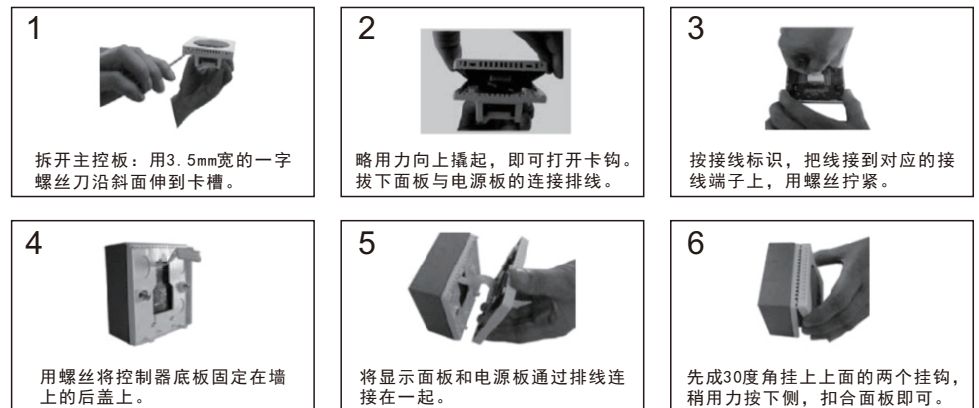 1
拆开主控板：用3.5mm宽的一字
螺丝刀沿斜面伸到卡槽。
2
略用力向上撬起，即可打开卡钩。
拔下面板与电源板的连接排线。
3
按接线标识，把线接到对应的接
线端子上，用螺丝拧紧。
4
用螺丝将控制器底板固定在墙
上的后盖上。
5
将显示面板和电源板通过排线连
接在一起。
6
先成30度角挂上上面的两个挂钩，
稍用力按下侧，扣合面板即可。